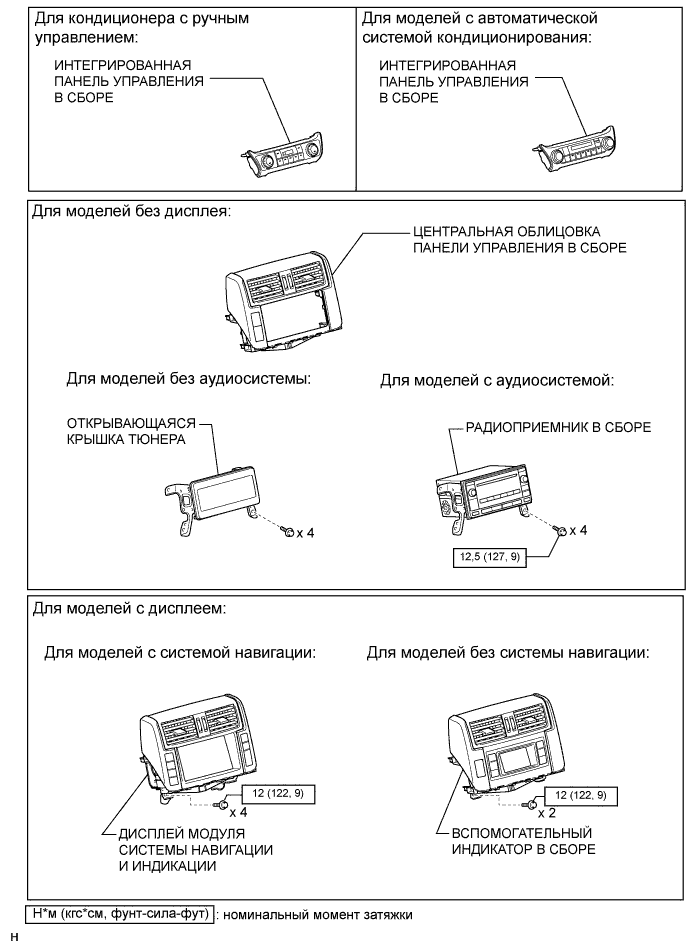 Для кондиционера с ручным
управлением:
ИНТЕГРИРОВАННАЯ
ПАНЕЛЬ УПРАВЛЕНИЯ
В СБОРЕ
Для моделей с автоматической
системой кондиционирования:
ИНТЕГРИРОВАННАЯ
ПАНЕЛЬ УПРАВЛЕНИЯ
В СБОРЕ
Для моделей без дисплея:
ЦЕНТРАЛЬНАЯ ОБЛИЦОВКА
ПАНЕЛИ УПРАВЛЕНИЯ В СБОРЕ
Для моделей без аудиосистемы:
ОТКРЫВАЮЩАЯСЯ
КРЫШКА ТЮНЕРА
x 4
Для моделей с аудиосистемой:
РАДИОПРИЕМНИК В СБОРЕ
x 4
12,5 (127, 9)
Для моделей с дисплеем:
Для моделей с системой навигации:
12 (122, 9)
x 4
ДИСПЛЕЙ МОДУЛЯ
СИСТЕМЫ НАВИГАЦИИ
И ИНДИКАЦИИ
Для моделей без системы навигации:
12 (122, 9)
x 2
ВСПОМОГАТЕЛЬНЫЙ
ИНДИКАТОР В СБОРЕ
Н*м (кгс*см, фунт-сила-фут) : номинальный момент затяжки
H